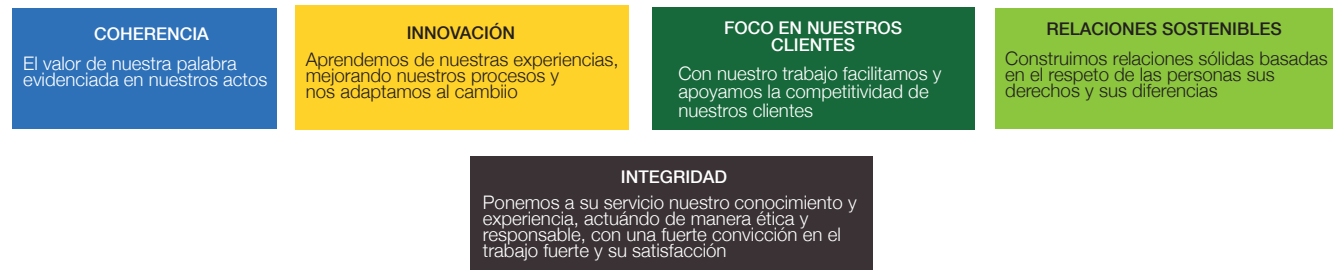 COHERENCIA
El valor de nuestra palabra
evidenciada en nuestros actos
INNOVACIÓN
Aprendemos de nuestras experiencias,
mejorando nuestros procesos y
nos adaptamos al cambiio
FOCO EN NUESTROS
CLIENTES
Con nuestro trabajo facilitamos y
apoyamos la competitividad de
nuestros clientes
RELACIONES SOSTENIBLES
Construimos relaciones sólidas basadas
en el respeto de las personas sus
derechos y sus diferencias
INTEGRIDAD
Ponemos a su servicio nuestro conocimiento y
experiencia, actuándo de manera ética y
responsable, con una fuerte convicción en el
trabajo fuerte y su satisfacción